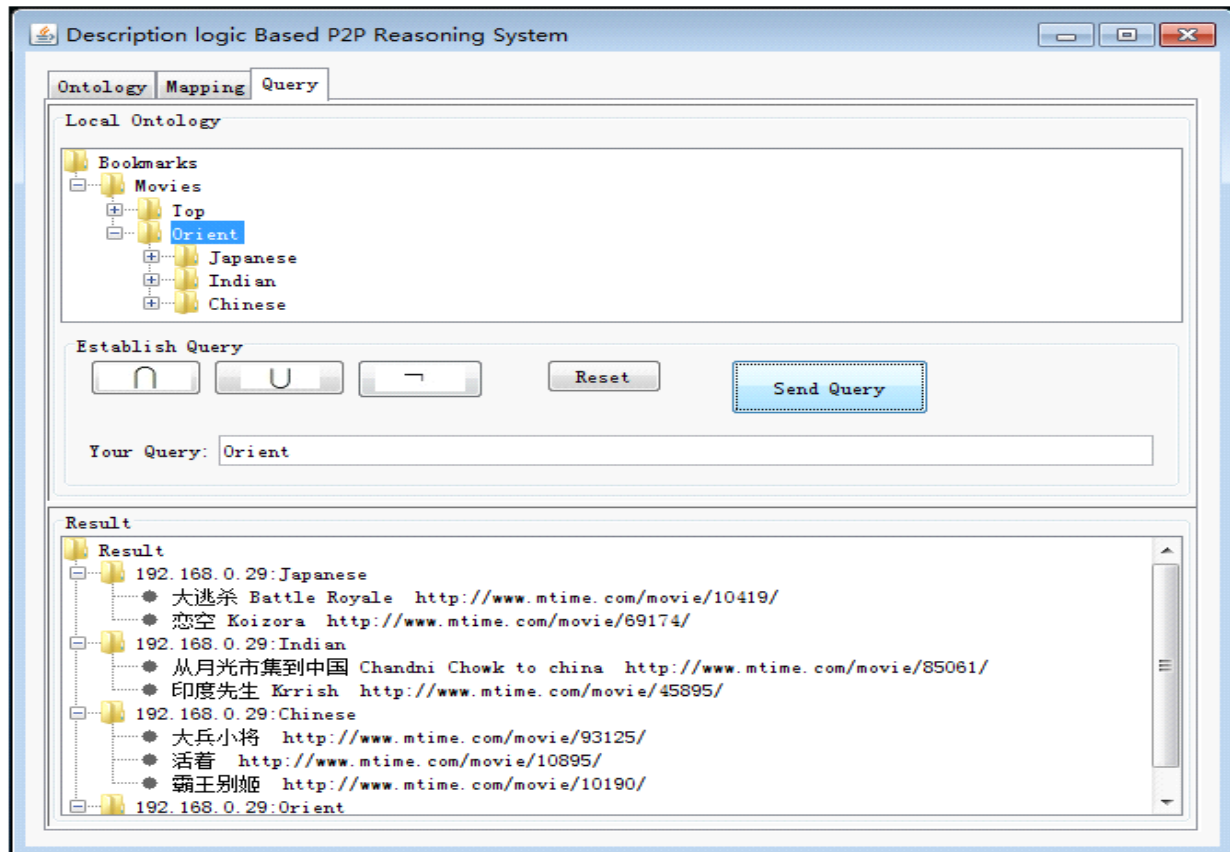 Description logic Based P2P Reasoning System
Ontology Mapping Query
Local Ontology
Bookmarks
Movies
Top
Orient
Japanese
Indian
Chinese
Establish Query
∩ ∪ ¬ Reset Send Query
Your Query: Orient
Result
Result
192.168.0.29:Japanese
大逃杀 Battle Royale http://www.mtime.com/movie/10419/
恋空 Koizora http://www.mtime.com/movie/69174/
192.168.0.29:Indian
从月光市集到中国 Chandni Chowk to china http://www.mtime.com/movie/85061/
印度先生 Krrish http://www.mtime.com/movie/45895/
192.168.0.29:Chinese
大兵小将 http://www.mtime.com/movie/93125/
活着 http://www.mtime.com/movie/10895/
霸王别姬 http://www.mtime.com/movie/10190/
192.168.0.29:Orient